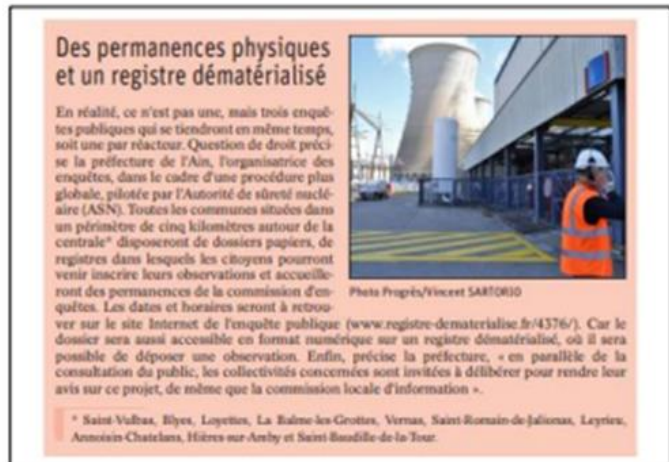 Des permanences physiques
et un registre dématérialisé
En réalité, ce n'est pas une, mais trois enquê-
tes publiques qui se tiendront en même temps,
soit une par réacteur. Question de droit préci-
se la préfecture de l'Ain, l'organisatrice des
enquêtes, dans le cadre d'une procédure plus
globale, pilotée par l'Autorité de sûreté nuclé-
aire (ASN). Toutes les communes situées dans
un périmètre de cinq kilomètres autour de la
centrale* disposeront de dossiers papiers, de
registres dans lesquels les citoyens pourront
venir inscrire leurs observations et accueille-
ront des permanences de la commission d'en-
quêtes. Les dates et horaires seront à retrou-
ver sur le site Internet de l'enquête publique (www.registre-dematerialise.fr/4376/). Car le
dossier sera aussi accessible en format numérique sur un registre dématérialisé, où il sera
possible de déposer une observation. Enfin, précise la préfecture, « en parallèle de la
consultation du public, les collectivités concernées sont invitées à délibérer pour rendre leur
avis sur ce projet, de même que la commission locale d'information ».
Photo Progrès/Vincent SARTORIO
* Saint-Vulbas, Blyes, Loyettes, La Balme-les-Grottes, Vernas, Saint-Romain-de-Jalionas, Leyrieu,
Annoisin-Chatelans, Hières-sur-Amby et Saint-Baudille-de-la-Tour.